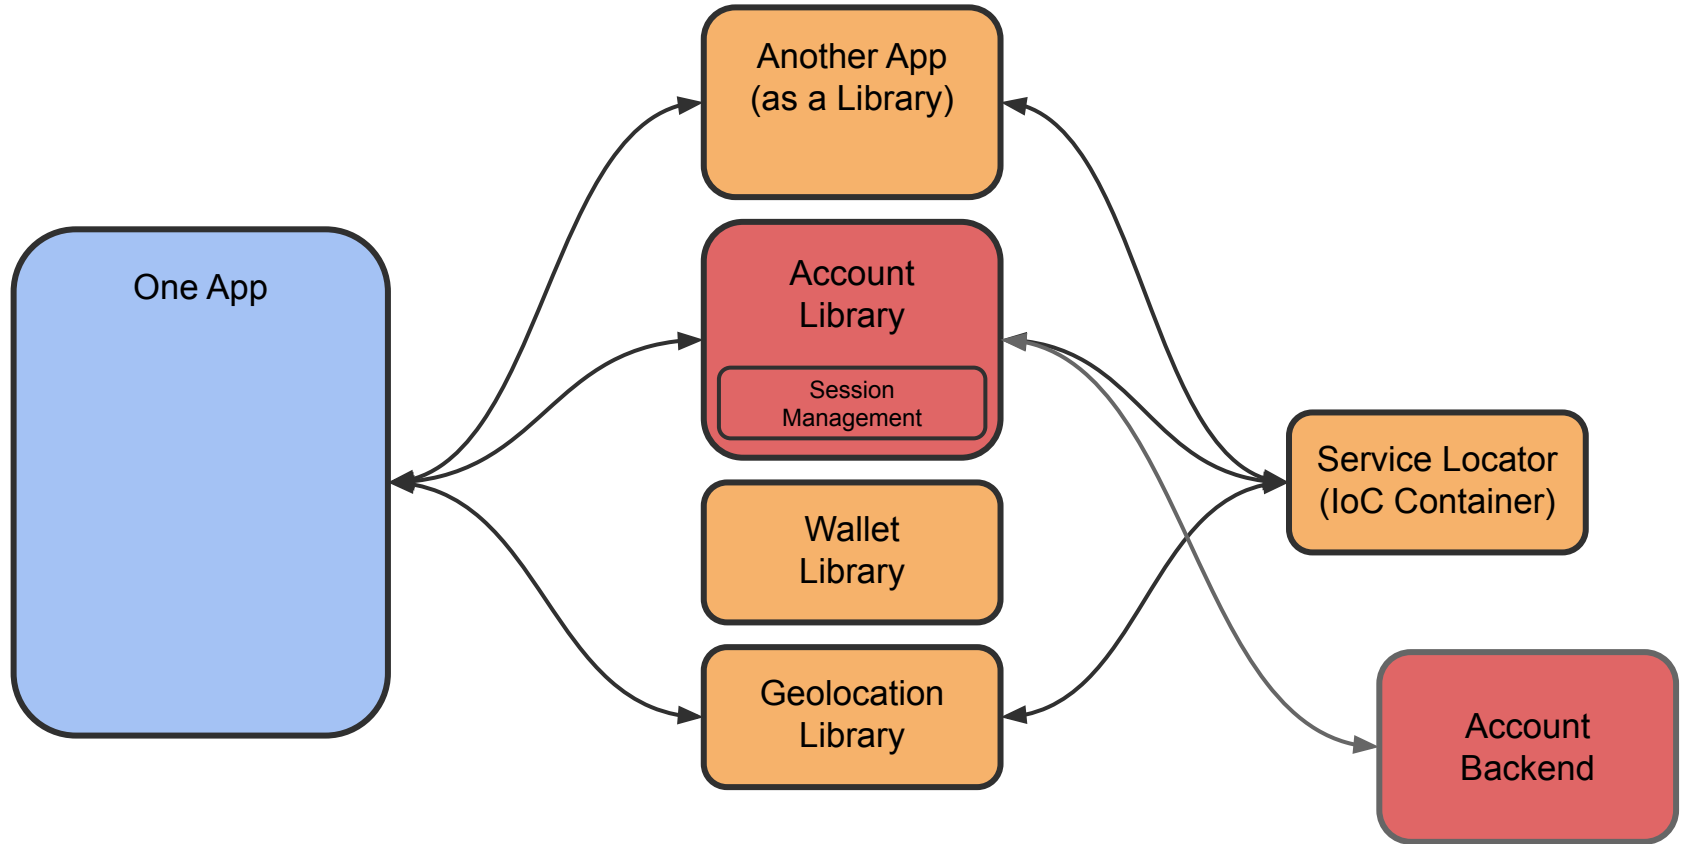 Another App
(as a Library)
One App
Account
Library
Session
Management
Service Locator
(IoC Container)
Wallet
Library
Geolocation
Library
Account
Backend